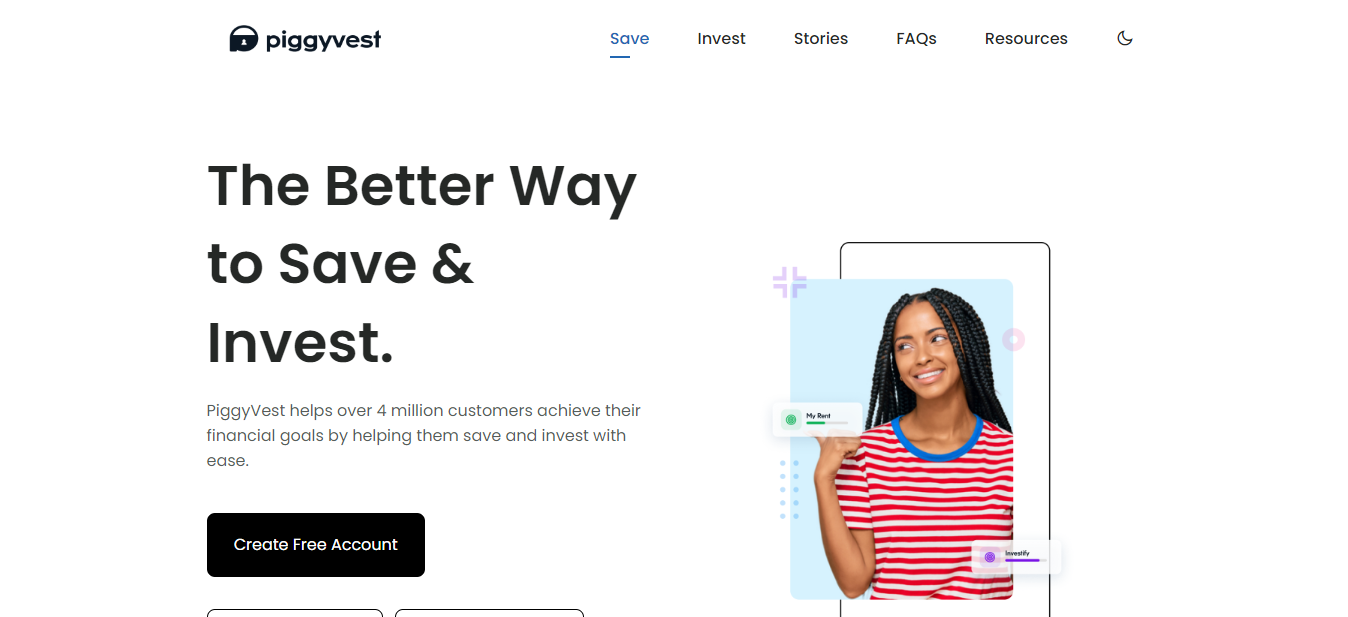 piggyvest
Save
Invest
Stories
FAQs
Resources
The Better Way
to Save &
Invest.
PiggyVest helps over 4 million customers achieve their
financial goals by helping them save and invest with
ease.
My Rent
Create Free Account
Investify